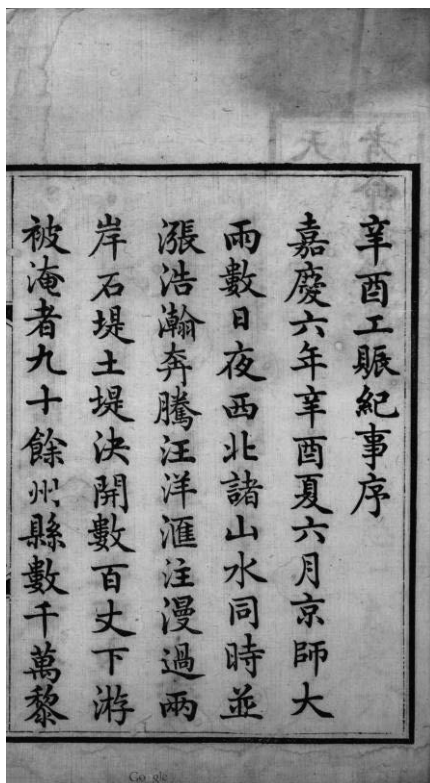 辛酉工賑紀事序
嘉慶六年辛酉夏六月京師大
雨數日夜西北諸山水同時並
漲浩瀚奔騰汪洋滙注漫過兩
岸石堤土堤決開數百丈下游
被淹者九十餘州縣數千萬黎
Google